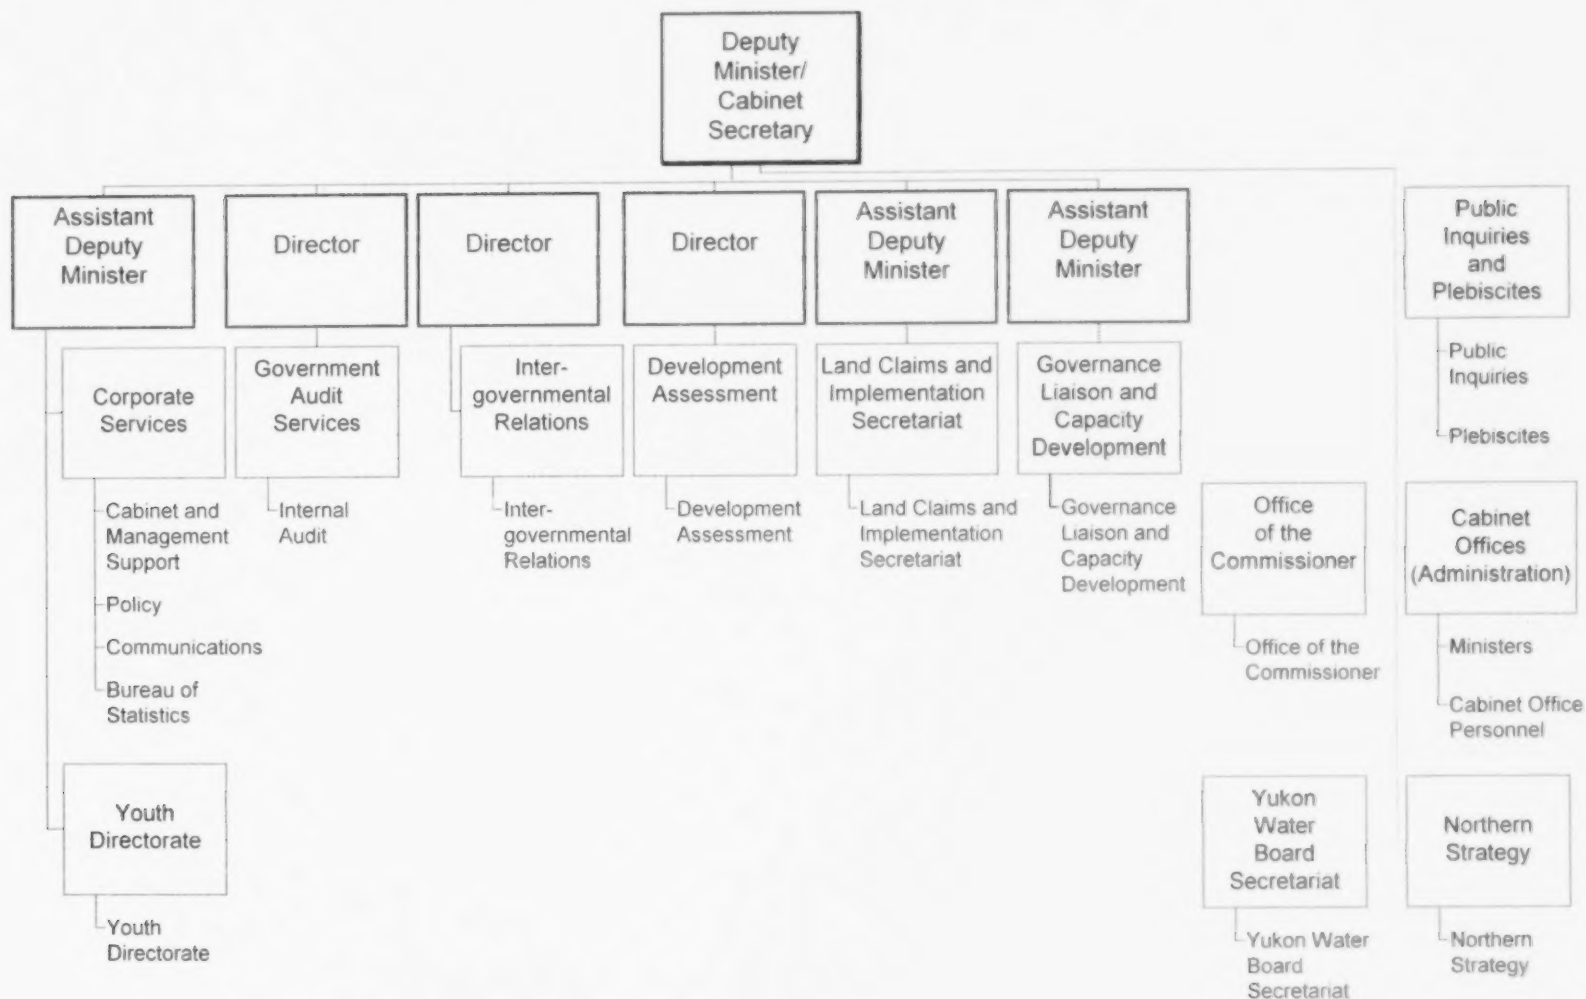 Deputy
Minister/
Cabinet
Secretary
Assistant
Deputy
Minister
Director
Director
Director
Assistant
Deputy
Minister
Assistant
Deputy
Minister
Public
Inquiries
and
Plebiscites
Corporate
Services
Government
Audit
Services
Inter-
governmental
Relations
Development
Assessment
Land Claims and
Implementation
Secretariat
Governance
Liaison and
Capacity
Development
Public
Inquiries
Plebiscites
Cabinet and
Management
Support
Policy
Communications
Bureau of
Statistics
Internal
Audit
Inter-
governmental
Relations
Development
Assessment
Land Claims and
Implementation
Secretariat
Governance
Liaison and
Capacity
Development
Office
of the
Commissioner
Office of the
Commissioner
Cabinet
Offices
(Administration)
Ministers
Cabinet Office
Personnel
Youth
Directorate
Youth
Directorate
Yukon
Water
Board
Secretariat
Yukon Water
Board
Secretariat
Northern
Strategy
Northern
Strategy